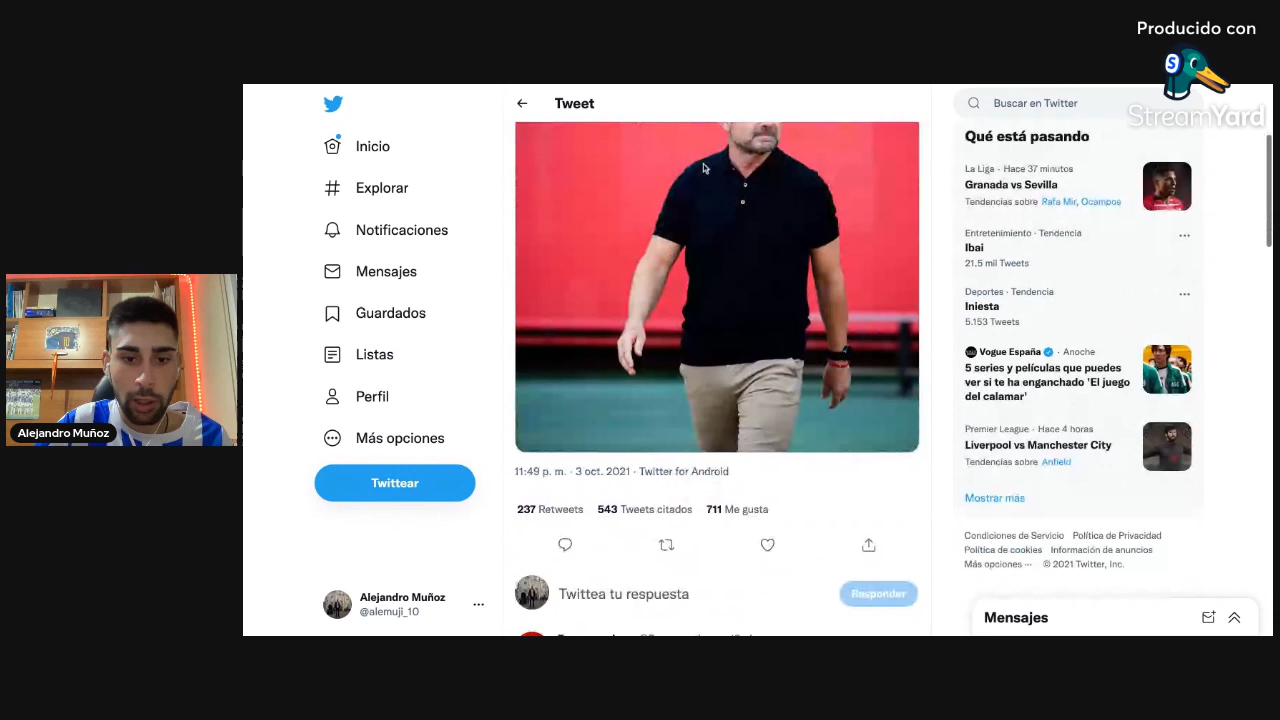 Producido con
StreamYard
Tweet
Buscar en Twitter
Inicio
Explorar
Notificaciones
Mensajes
Guardados
Listas
Perfil
Más opciones
Twittear
Alejandro Muñoz
@alemuji_10
Alejandro Muñoz
11:49 p. m. · 3 oct. 2021 · Twitter for Android
237 Retweets 543 Tweets citados 711 Me gusta
Twittea tu respuesta
Responder
Qué está pasando
La Liga · Hace 37 minutos
Granada vs Sevilla
Tendencias sobre Rafa Mir, Ocampos
Entretenimiento · Tendencia
Ibai
21,5 mil Tweets
Deportes · Tendencia
Iniesta
5.153 Tweets
Vogue España · Anoche
5 series y películas que puedes
ver si te ha enganchado 'El juego
del calamar'
Premier League · Hace 4 horas
Liverpool vs Manchester City
Tendencias sobre Anfield
Mostrar más
Condiciones de Servicio Política de Privacidad
Política de cookies Información de anuncios
Más opciones ··· © 2021 Twitter, Inc.
Mensajes